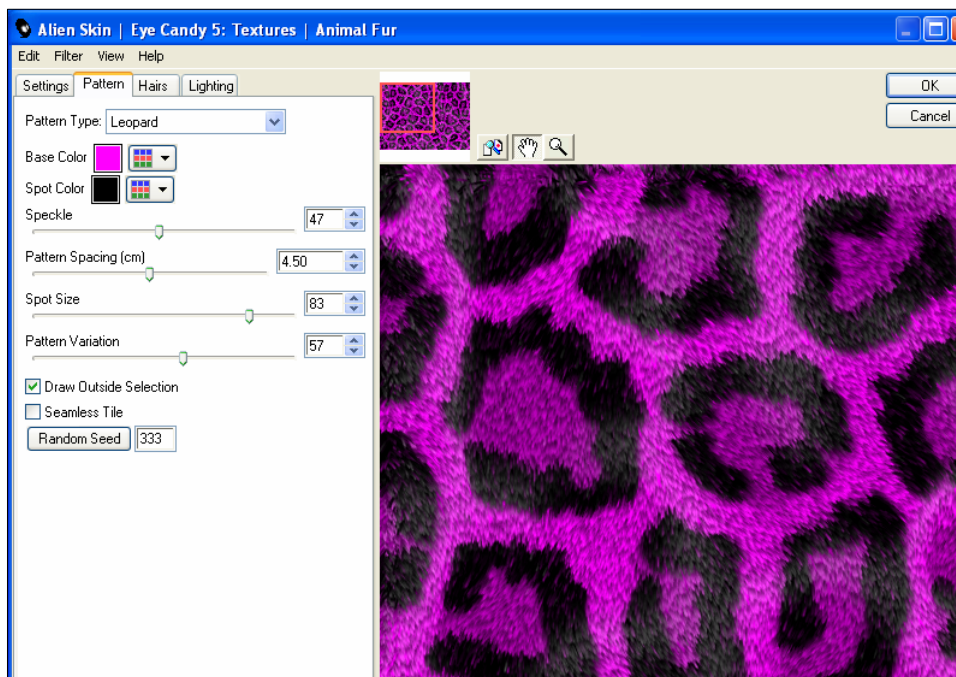 Alien Skin | Eye Candy 5: Textures | Animal Fur
Edit Filter View Help
Settings Pattern Hairs Lighting
OK
Cancel
Pattern Type: Leopard
Base Color
Spot Color
Speckle 47
Pattern Spacing (cm) 4.50
Spot Size 83
Pattern Variation 57
Draw Outside Selection
Seamless Tile
Random Seed 333